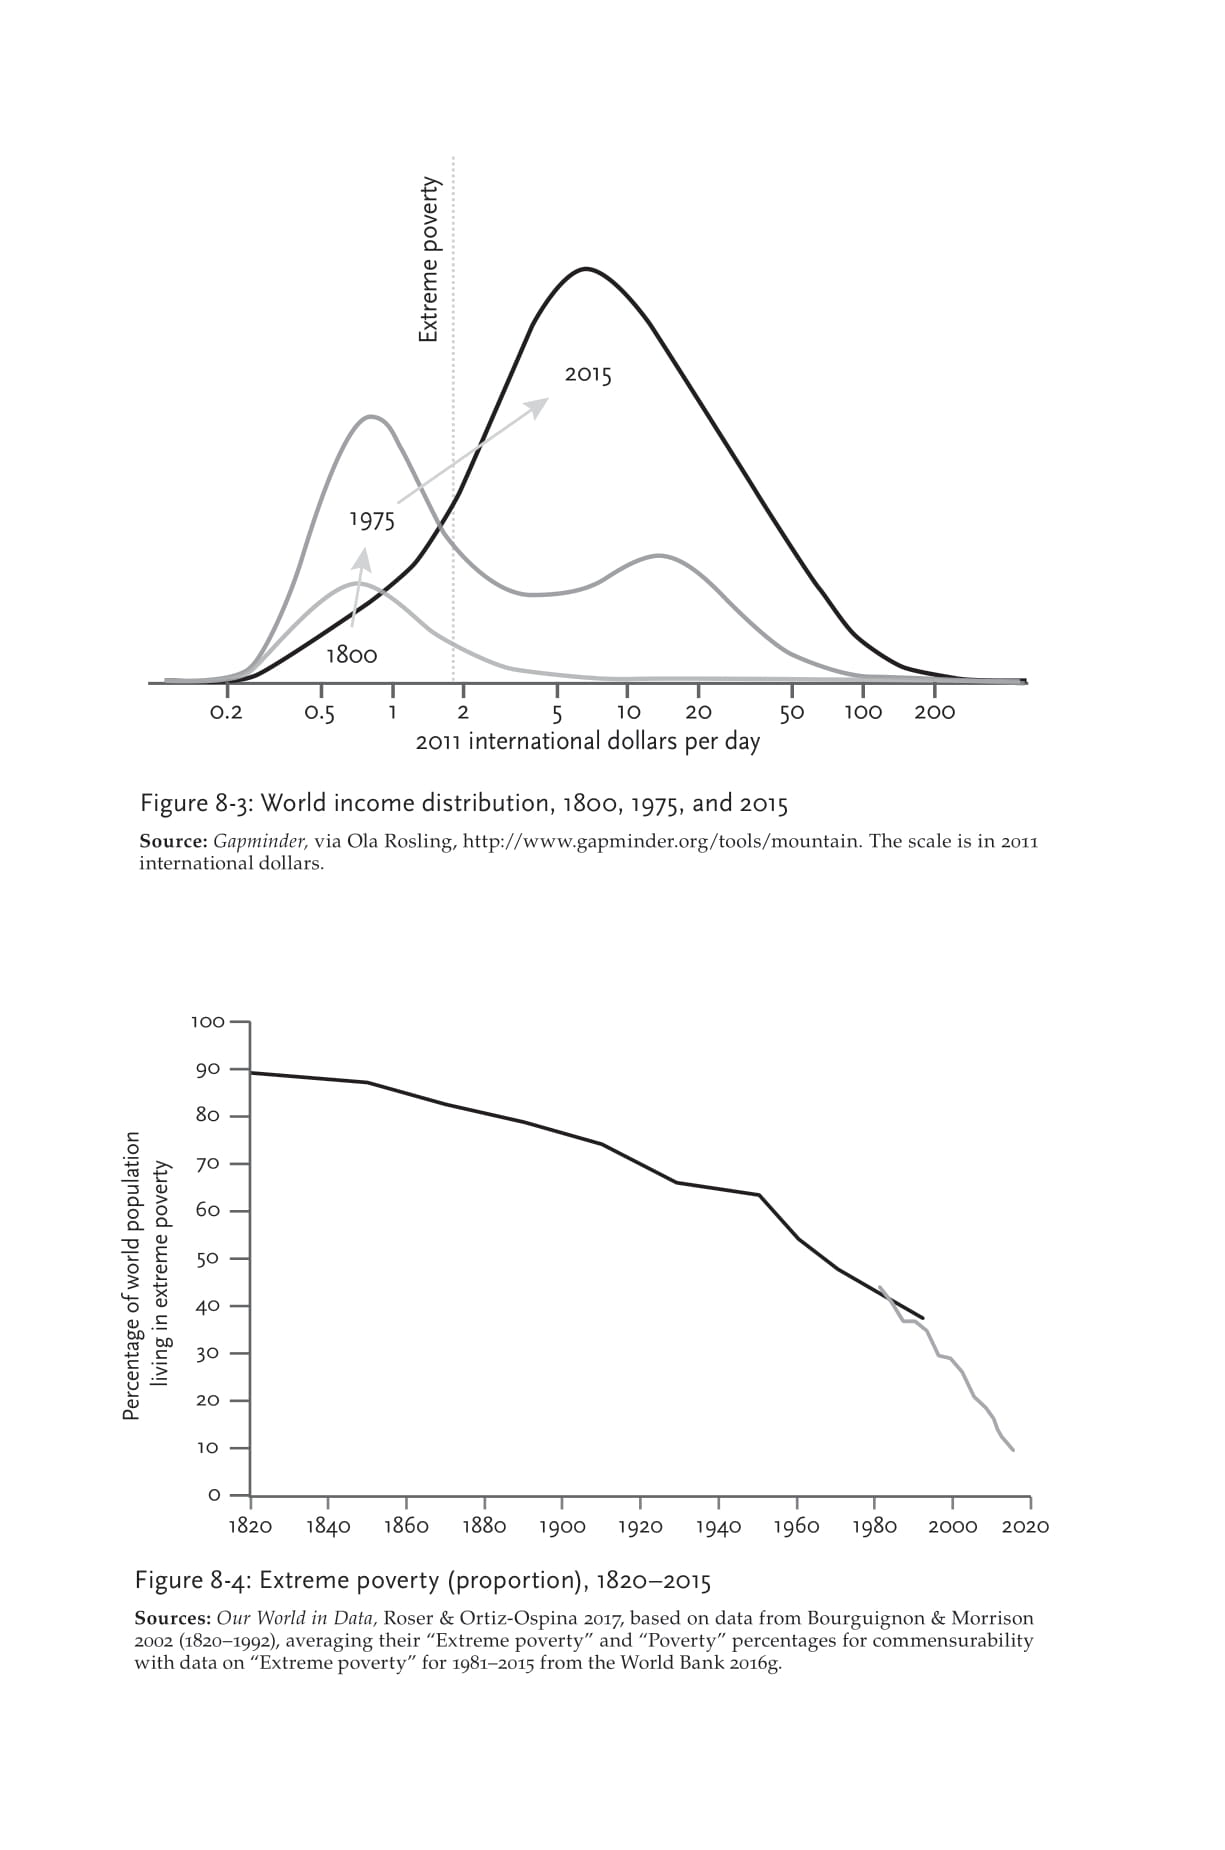 Extreme poverty
2015
1975
1800
0.2 0.5 1 2 5 10 20 50 100 200
2011 international dollars per day
Figure 8-3: World income distribution, 1800, 1975, and 2015
Source: Gapminder, via Ola Rosling, http://www.gapminder.org/tools/mountain. The scale is in 2011
international dollars.
100
90
80
70
60
50
40
30
20
10
0
Percentage of world population
living in extreme poverty
1820 1840 1860 1880 1900 1920 1940 1960 1980 2000 2020
Figure 8-4: Extreme poverty (proportion), 1820–2015
Sources: Our World in Data, Roser & Ortiz-Ospina 2017, based on data from Bourguignon & Morrison
2002 (1820–1992), averaging their “Extreme poverty” and “Poverty” percentages for commensurability
with data on “Extreme poverty” for 1981–2015 from the World Bank 2016g.